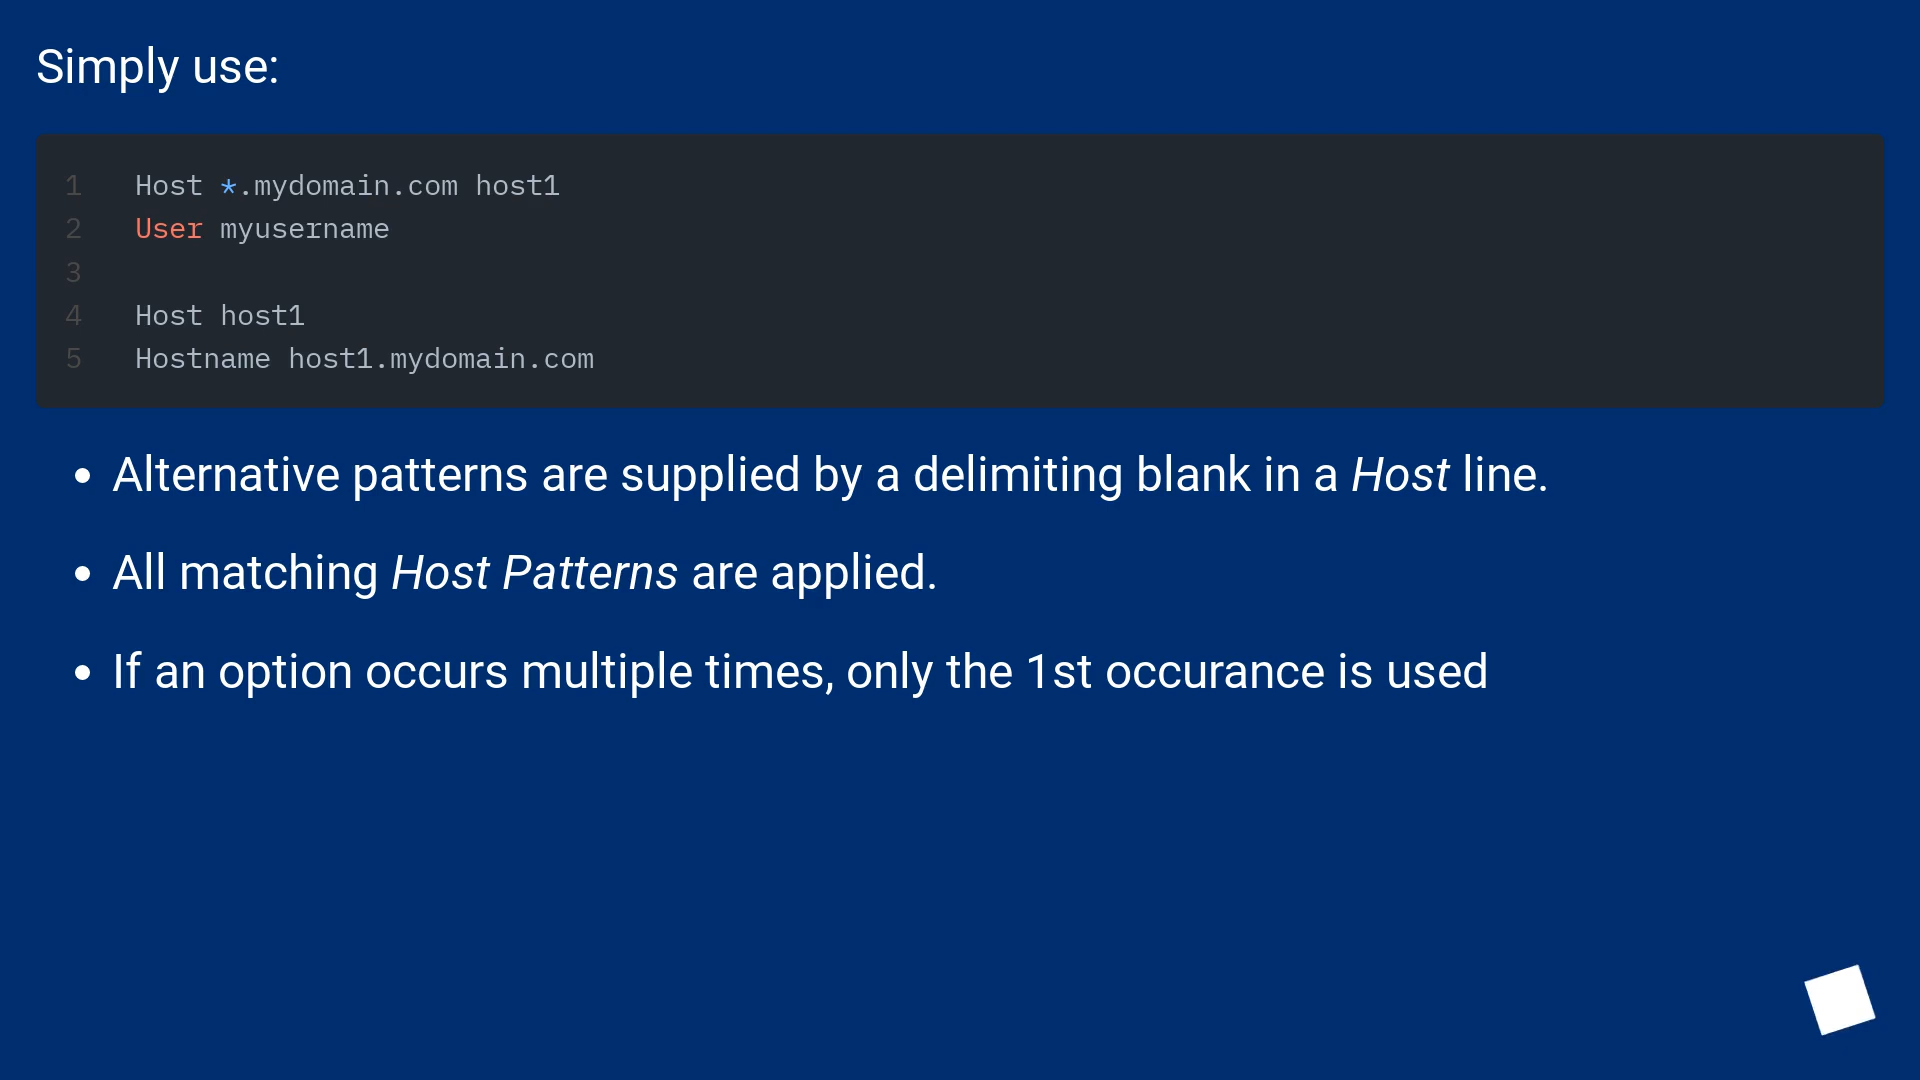 Simply use:
1 Host *.mydomain.com host1
2 User myusername
3
4 Host host1
5 Hostname host1.mydomain.com
• Alternative patterns are supplied by a delimiting blank in a Host line.
• All matching Host Patterns are applied.
• If an option occurs multiple times, only the 1st occurance is used